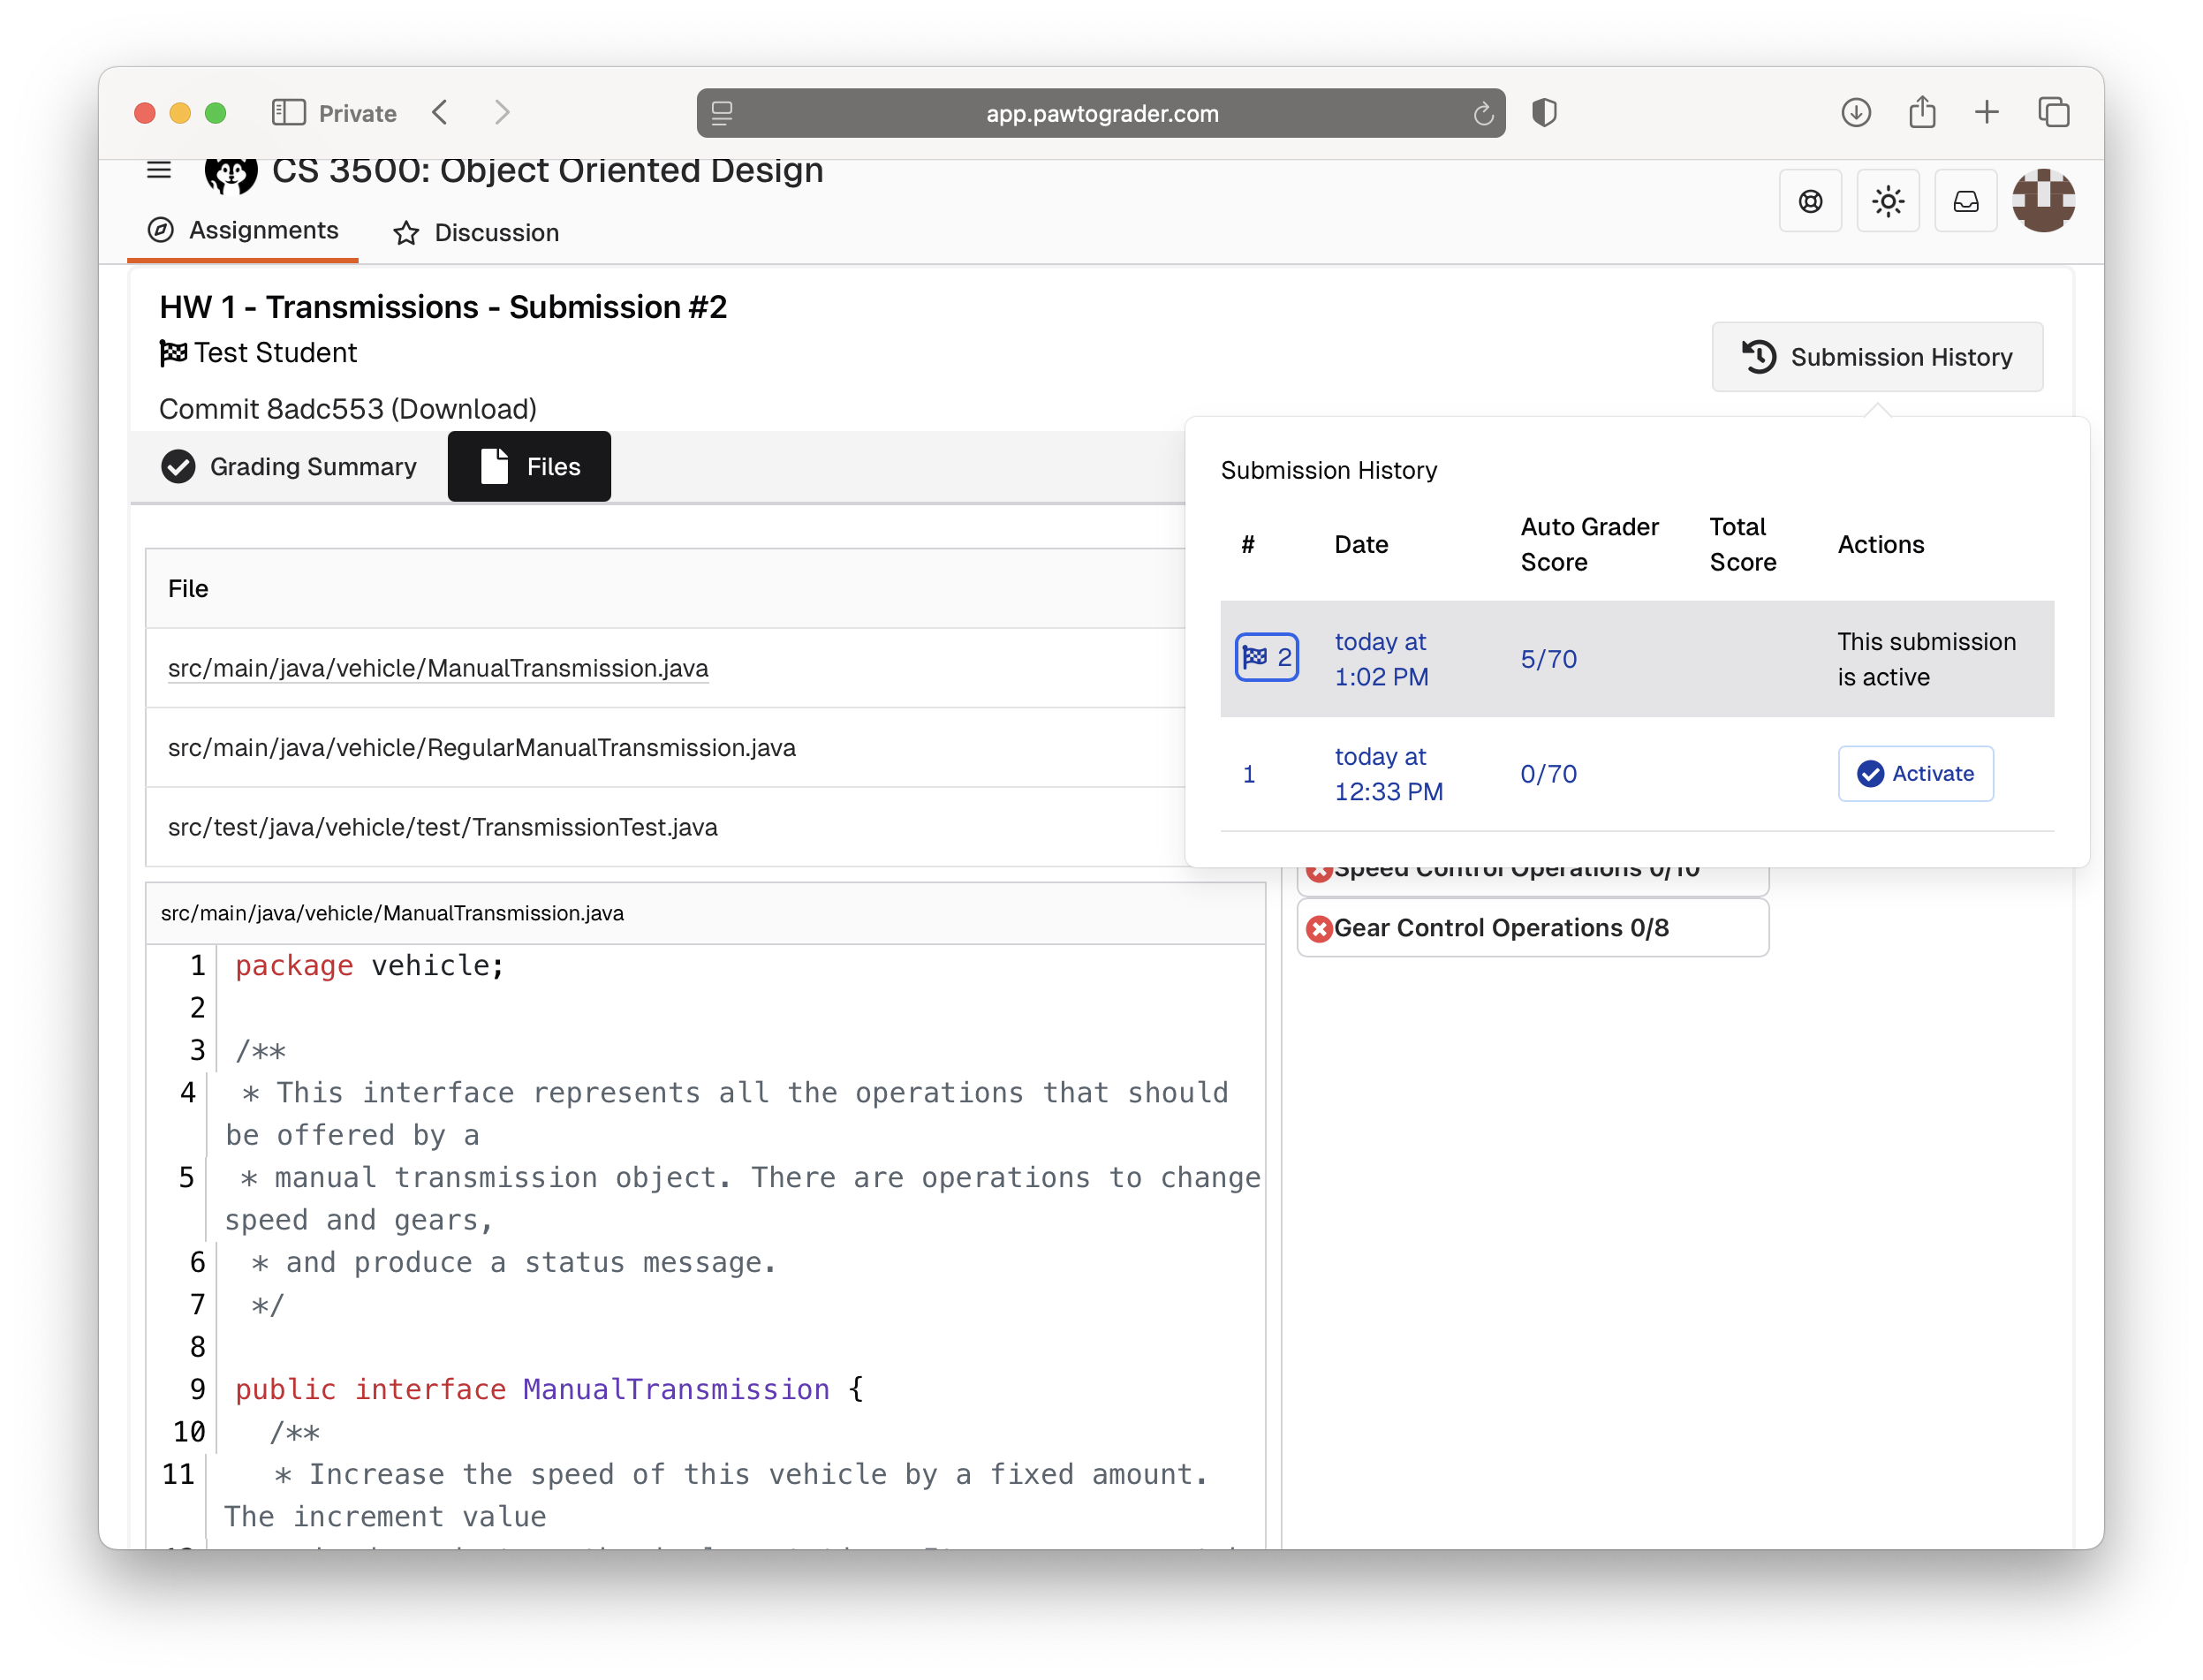 Private
app.pawtograder.com
CS 3500: Object Oriented Design
Assignments
Discussion
HW 1 - Transmissions - Submission #2
Test Student
Commit 8adc553 (Download)
Submission History
Grading Summary
Files
Submission History
# Date Auto Grader Score Total Score Actions
2 today at 1:02 PM 5/70 This submission is active
1 today at 12:33 PM 0/70 Activate
File
src/main/java/vehicle/ManualTransmission.java
src/main/java/vehicle/RegularManualTransmission.java
src/test/java/vehicle/test/TransmissionTest.java
Speed Control Operations 0/10
Gear Control Operations 0/8
src/main/java/vehicle/ManualTransmission.java
1 package vehicle;
2
3 /**
4 * This interface represents all the operations that should
be offered by a
5 * manual transmission object. There are operations to change
speed and gears,
6 * and produce a status message.
7 */
8
9 public interface ManualTransmission {
10 /**
11 * Increase the speed of this vehicle by a fixed amount.
The increment value